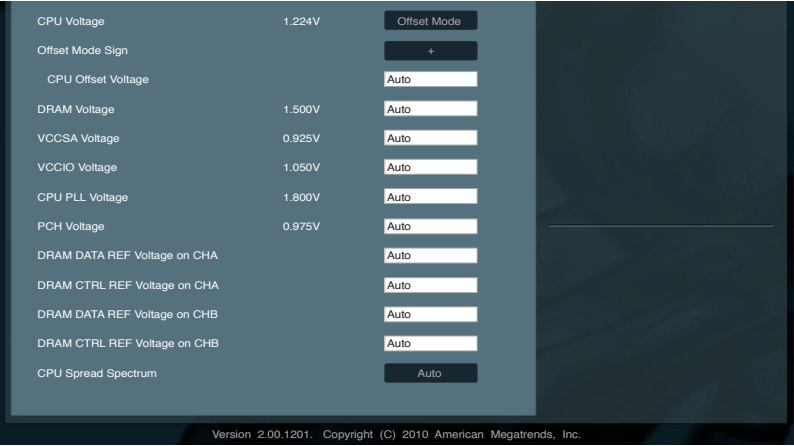 CPU Voltage 1.224V Offset Mode
Offset Mode Sign +
CPU Offset Voltage Auto
DRAM Voltage 1.500V Auto
VCCSA Voltage 0.925V Auto
VCCIO Voltage 1.050V Auto
CPU PLL Voltage 1.800V Auto
PCH Voltage 0.975V Auto
DRAM DATA REF Voltage on CHA Auto
DRAM CTRL REF Voltage on CHA Auto
DRAM DATA REF Voltage on CHB Auto
DRAM CTRL REF Voltage on CHB Auto
CPU Spread Spectrum Auto
Version 2.00.1201. Copyright (C) 2010 American Megatrends, Inc.